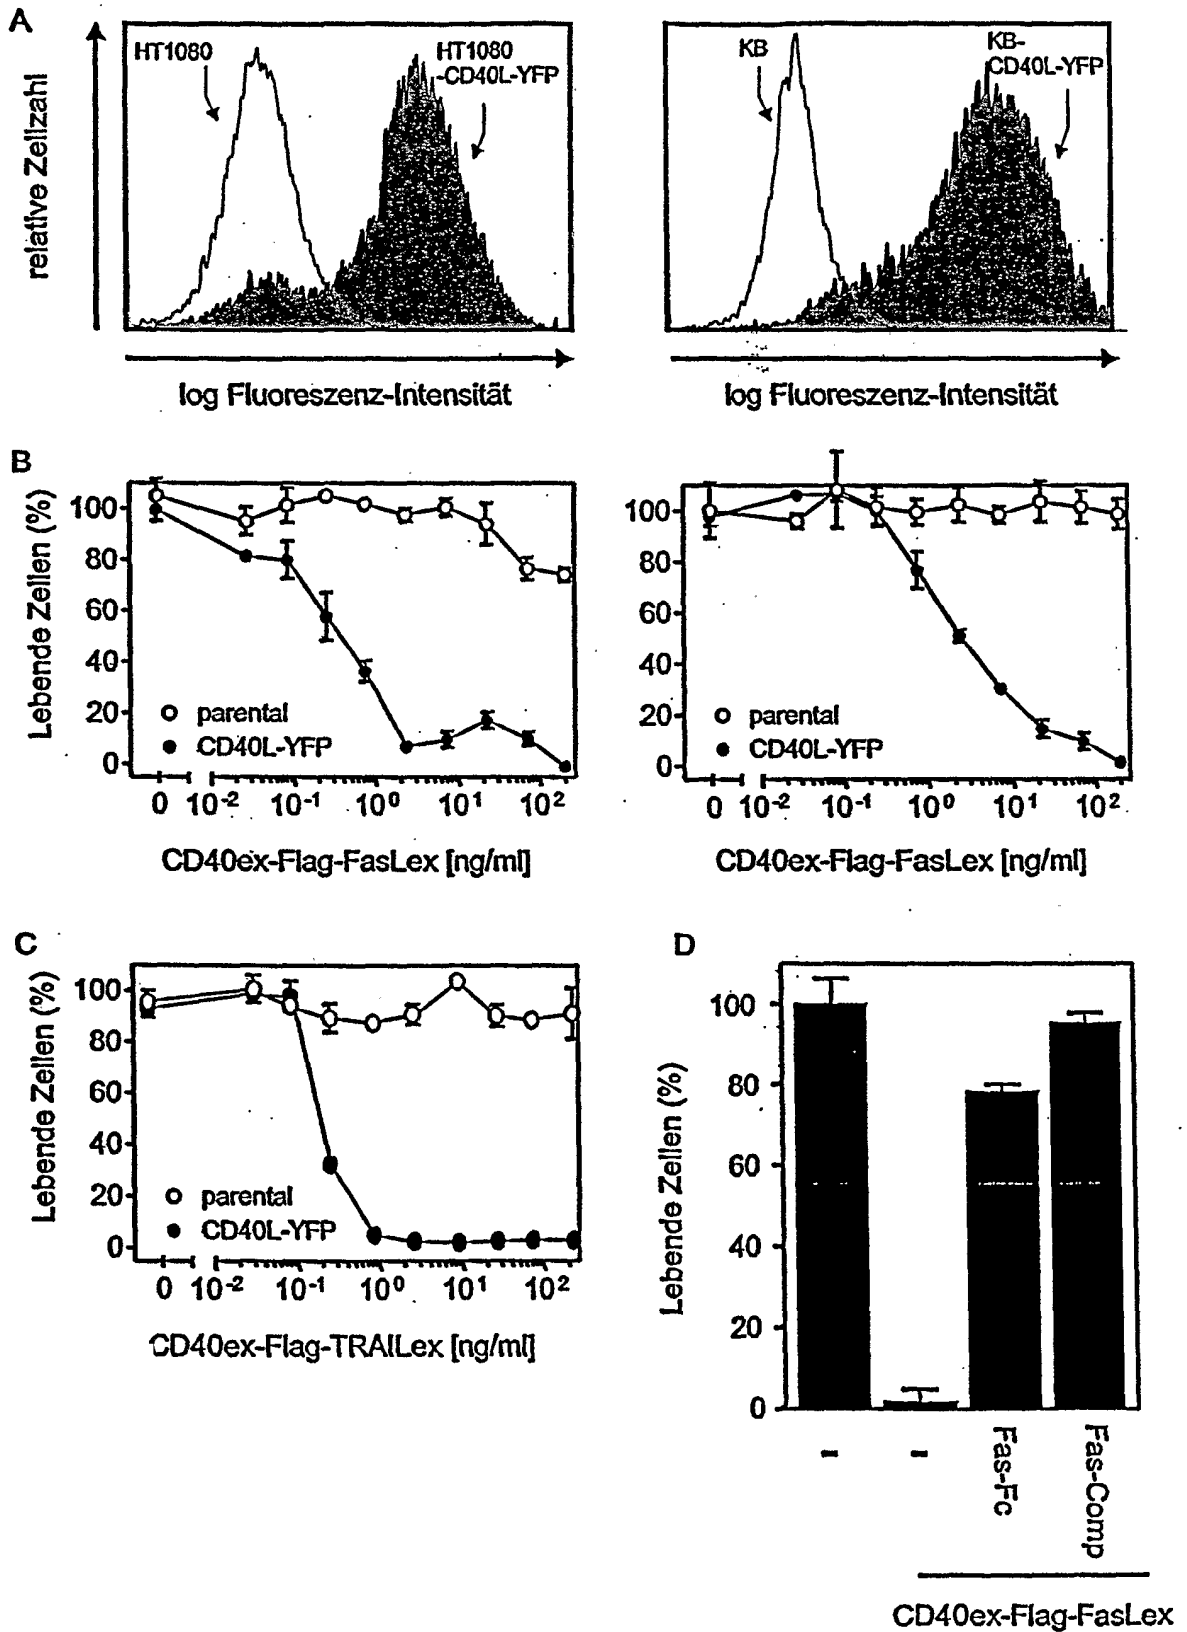 A
relative Zellzahl
HT1080
HT1080
-CD40L-YFP
log Fluoreszenz-Intensität
KB
KB-
CD40L-YFP
log Fluoreszenz-Intensität
B
Lebende Zellen (%)
100
80
60
40
20
0
parental
CD40L-YFP
0 10-2 10-1 100 101 102
CD40ex-Flag-FasLex [ng/ml]
Lebende Zellen (%)
100
80
60
40
20
0
parental
CD40L-YFP
0 10-2 10-1 100 101 102
CD40ex-Flag-FasLex [ng/ml]
C
Lebende Zellen (%)
100
80
60
40
20
0
parental
CD40L-YFP
0 10-2 10-1 100 101 102
CD40ex-Flag-TRAILex [ng/ml]
D
Lebende Zellen (%)
100
80
60
40
20
0
- - Fas-Fc Fas-Comp
CD40ex-Flag-FasLex